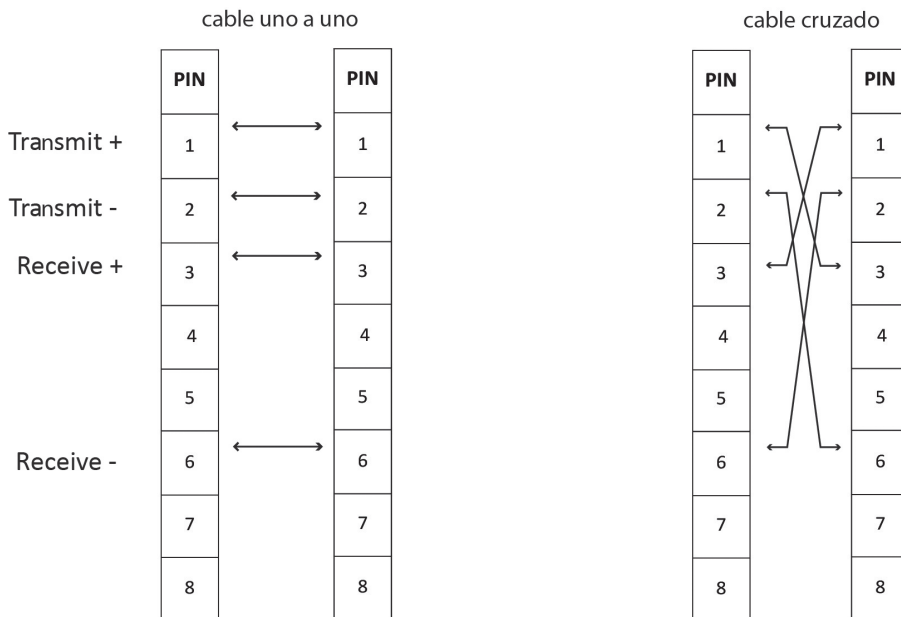 cable uno a uno
PIN PIN
Transmit + 1 1
Transmit - 2 2
Receive + 3 3
4 4
5 5
Receive - 6 6
7 7
8 8
cable cruzado
PIN PIN
1 1
2 2
3 3
4 4
5 5
6 6
7 7
8 8